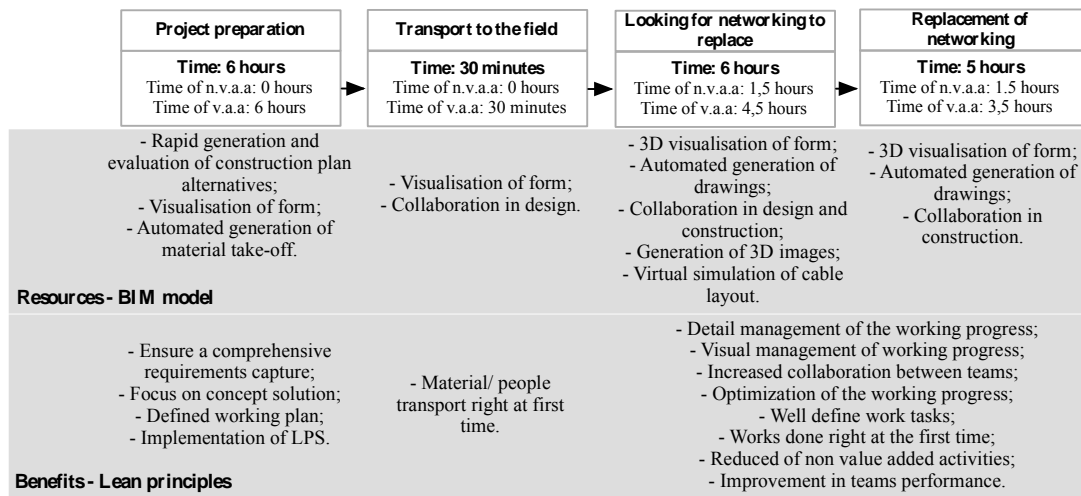 Project preparation
Time: 6 hours
Time of n.v.a.a: 0 hours
Time of v.a.a: 6 hours
Transport to the field
Time: 30 minutes
Time of n.v.a.a: 0 hours
Time of v.a.a: 30 minutes
Looking for networking to
replace
Time: 6 hours
Time of n.v.a.a: 1,5 hours
Time of v.a.a: 4,5 hours
Replacement of
networking
Time: 5 hours
Time of n.v.a.a: 1.5 hours
Time of v.a.a: 3,5 hours
- Rapid generation and
evaluation of construction plan
alternatives;
- Visualisation of form;
- Automated generation of
material take-off.
- Visualisation of form;
- Collaboration in design.
- 3D visualisation of form;
- Automated generation of
drawings;
- Collaboration in design and
construction;
- Generation of 3D images;
- Virtual simulation of cable
layout.
- 3D visualisation of form;
- Automated generation of
drawings;
- Collaboration in
construction.
Resources - BIM model
- Ensure a comprehensive
requirements capture;
- Focus on concept solution;
- Defined working plan;
- Implementation of LPS.
- Material/ people
transport right at first
time.
- Detail management of the working progress;
- Visual management of working progress;
- Increased collaboration between teams;
- Optimization of the working progress;
- Well define work tasks;
- Works done right at the first time;
- Reduced of non value added activities;
- Improvement in teams performance.
Benefits - Lean principles